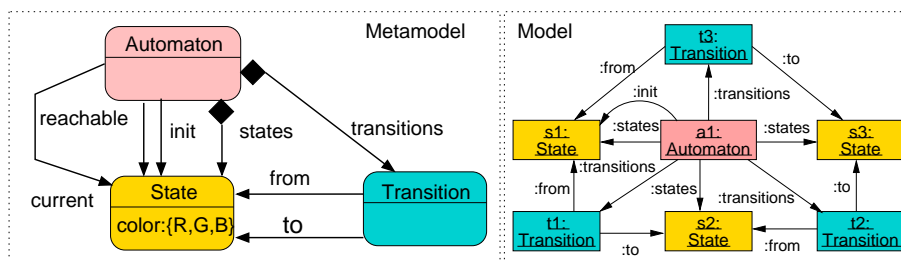 Metamodel
Automaton
reachable
init
states
transitions
current
State
color:{R,G,B}
from
to
Transition
Model
t3:
Transition
:from
:to
:init
:transitions
s1:
State
:states
a1:
Automaton
:states
s3:
State
:transitions
:from
:states
:transitions
:to
t1:
Transition
:to
s2:
State
:from
t2:
Transition